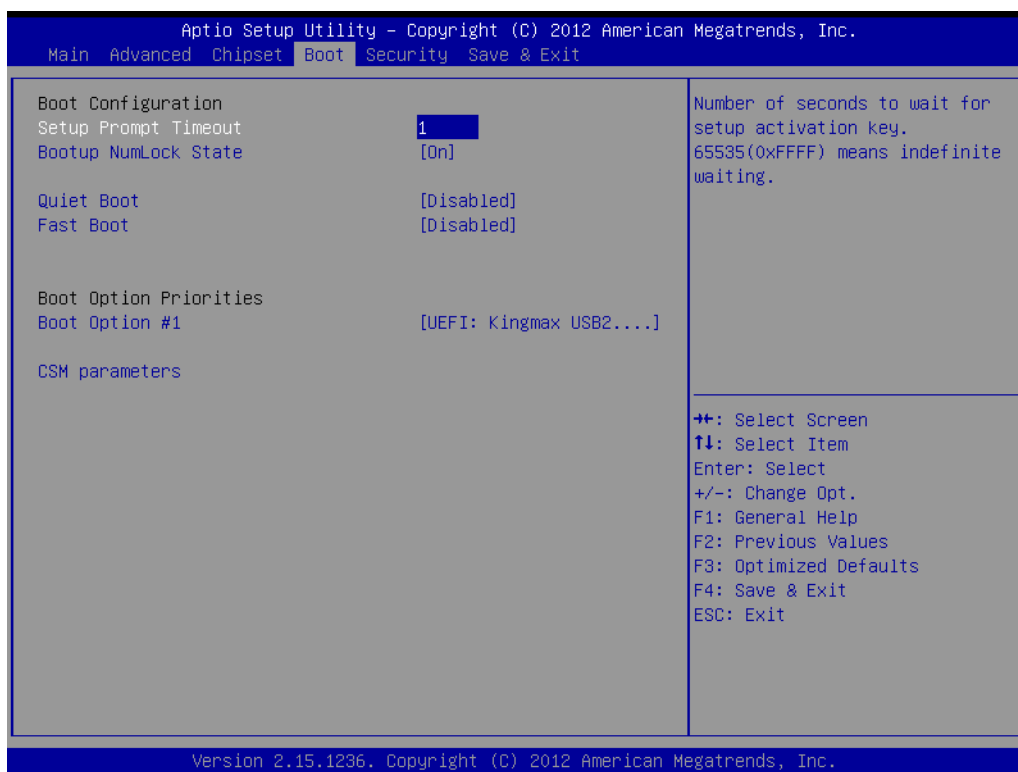 Aptio Setup Utility – Copyright (C) 2012 American Megatrends, Inc.
Main Advanced Chipset Boot Security Save & Exit
Boot Configuration
Setup Prompt Timeout 1
Bootup NumLock State [On]
Quiet Boot [Disabled]
Fast Boot [Disabled]
Boot Option Priorities
Boot Option #1 [UEFI: Kingmax USB2....]
CSM parameters
Number of seconds to wait for
setup activation key.
65535(0xFFFF) means indefinite
waiting.
→←: Select Screen
↑↓: Select Item
Enter: Select
+/-: Change Opt.
F1: General Help
F2: Previous Values
F3: Optimized Defaults
F4: Save & Exit
ESC: Exit
Version 2.15.1236. Copyright (C) 2012 American Megatrends, Inc.